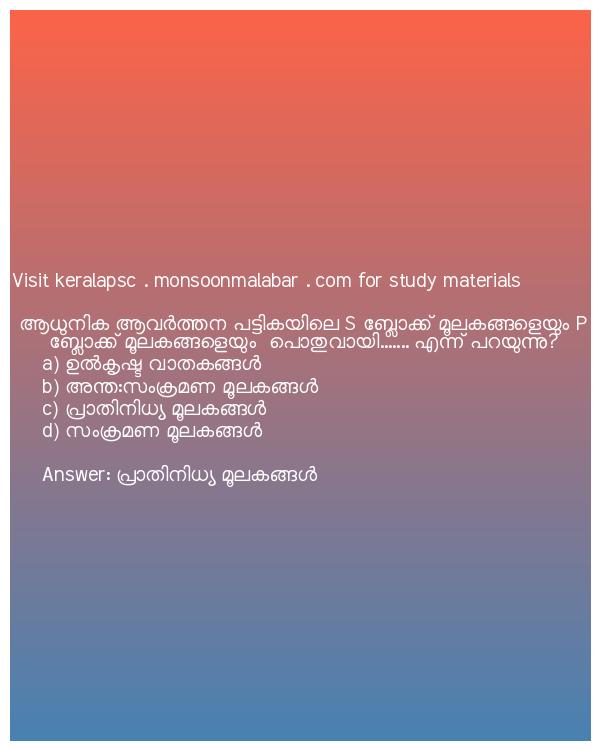 Visit keralapsc . monsoonmalabar . com for study materials
ആധുനിക ആവർത്തന പട്ടികയിലെ S ബ്ലോക്ക് മൂലകങ്ങളെയും P
ബ്ലോക്ക് മൂലകങ്ങളെയും പൊതുവായി....... എന്ന് പറയുന്നു?
a) ഉൽകൃഷ്ട വാതകങ്ങൾ
b) അന്തഃസംക്രമണ മൂലകങ്ങൾ
c) പ്രാതിനിധ്യ മൂലകങ്ങൾ
d) സംക്രമണ മൂലകങ്ങൾ
Answer: പ്രാതിനിധ്യ മൂലകങ്ങൾ